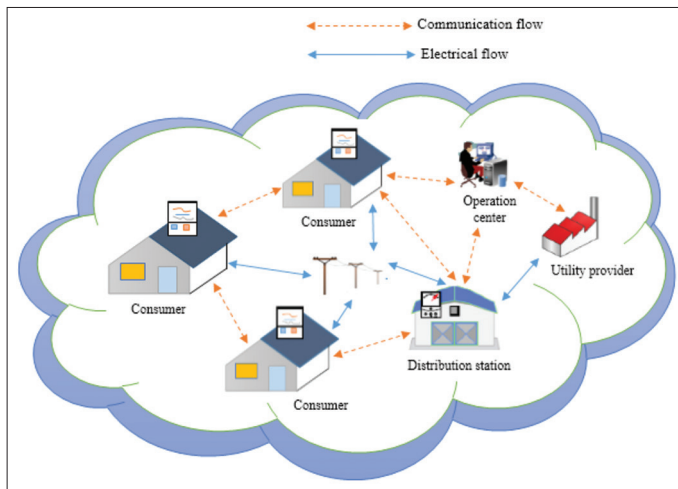 Communication flow
Electrical flow
Consumer
Operation
center
Utility provider
Consumer
Distribution station
Consumer